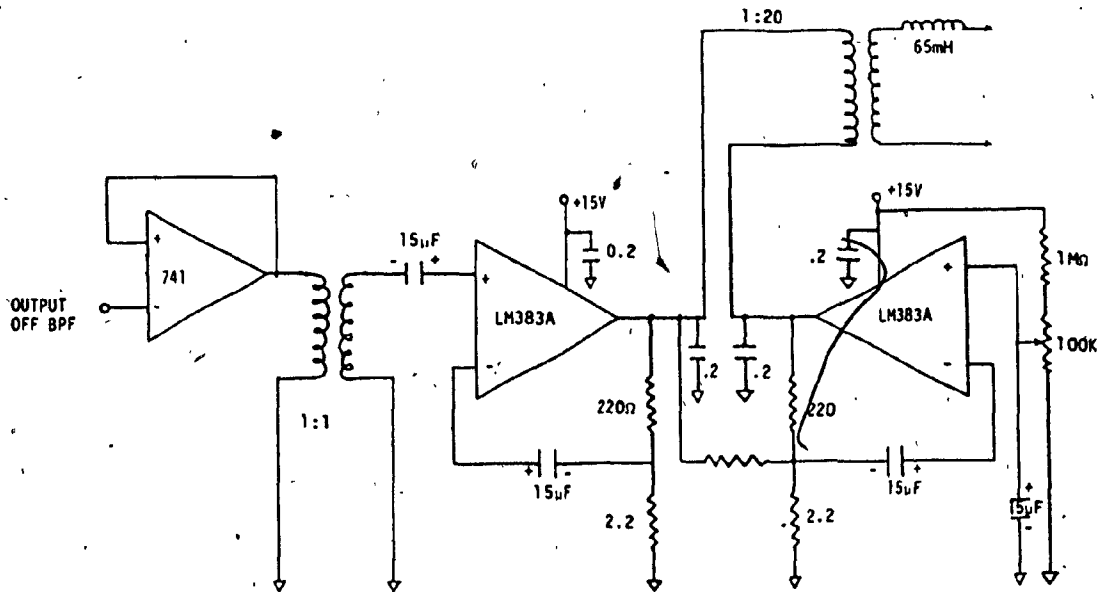 1:20
65mH
+15V
+15V
15µF
- +
0.2
.2
+
741
-
OUTPUT
OFF BPF
+
LM383A
-
LM383A
+
-
1MΩ
100K
.2
.2
1:1
220Ω
220
+ -
15µF
- +
15µF
2.2
2.2
+
15µF
-